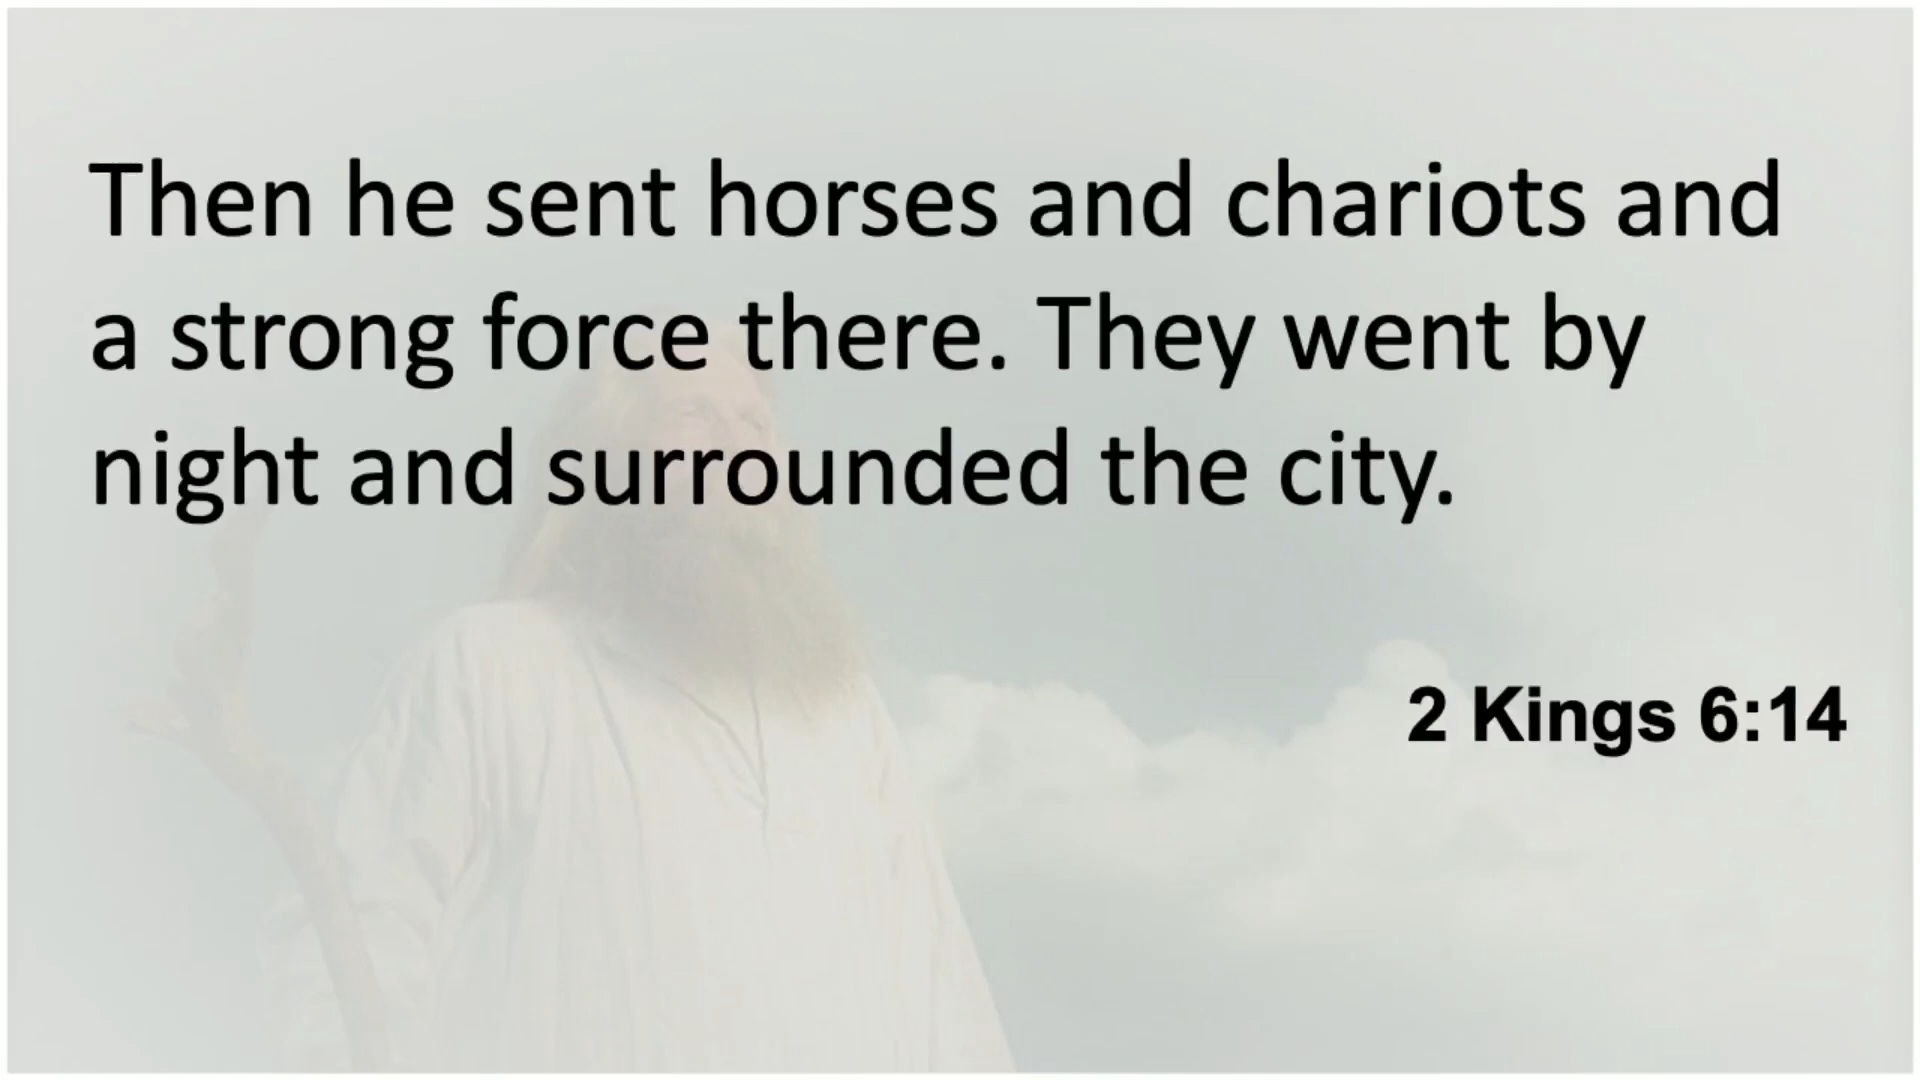 Then he sent horses and chariots and
a strong force there. They went by
night and surrounded the city.
2 Kings 6:14